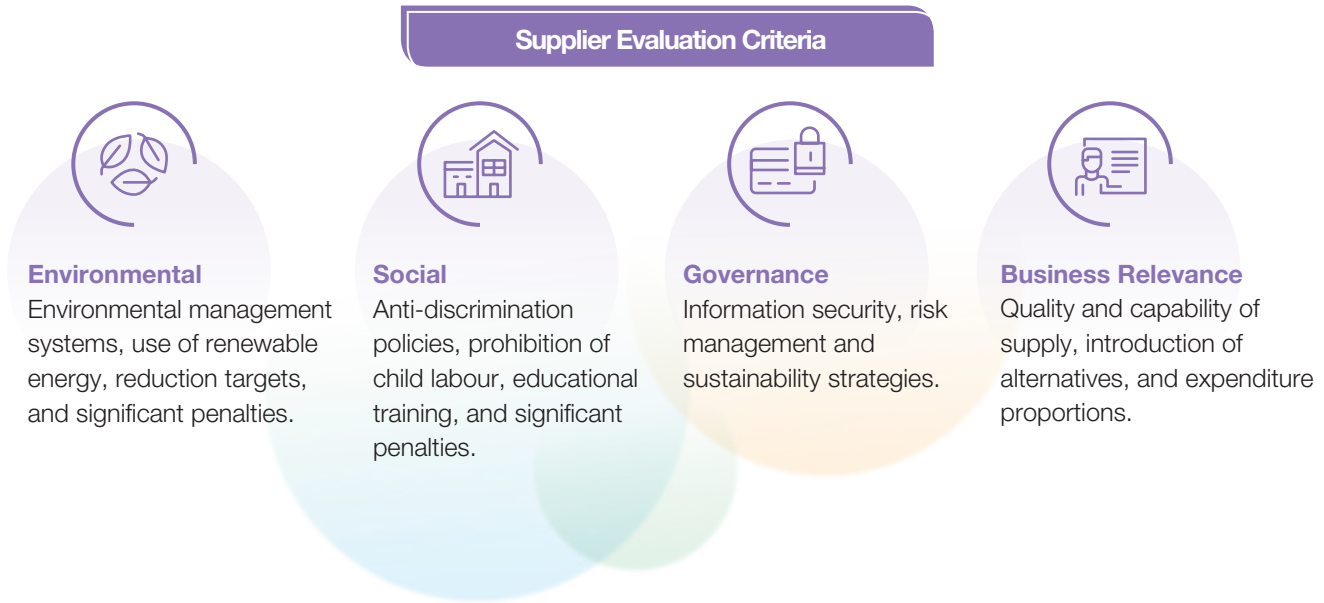 Supplier Evaluation Criteria
Environmental
Environmental management
systems, use of renewable
energy, reduction targets,
and significant penalties.
Social
Anti-discrimination
policies, prohibition of
child labour, educational
training, and significant
penalties.
Governance
Information security, risk
management and
sustainability strategies.
Business Relevance
Quality and capability of
supply, introduction of
alternatives, and expenditure
proportions.